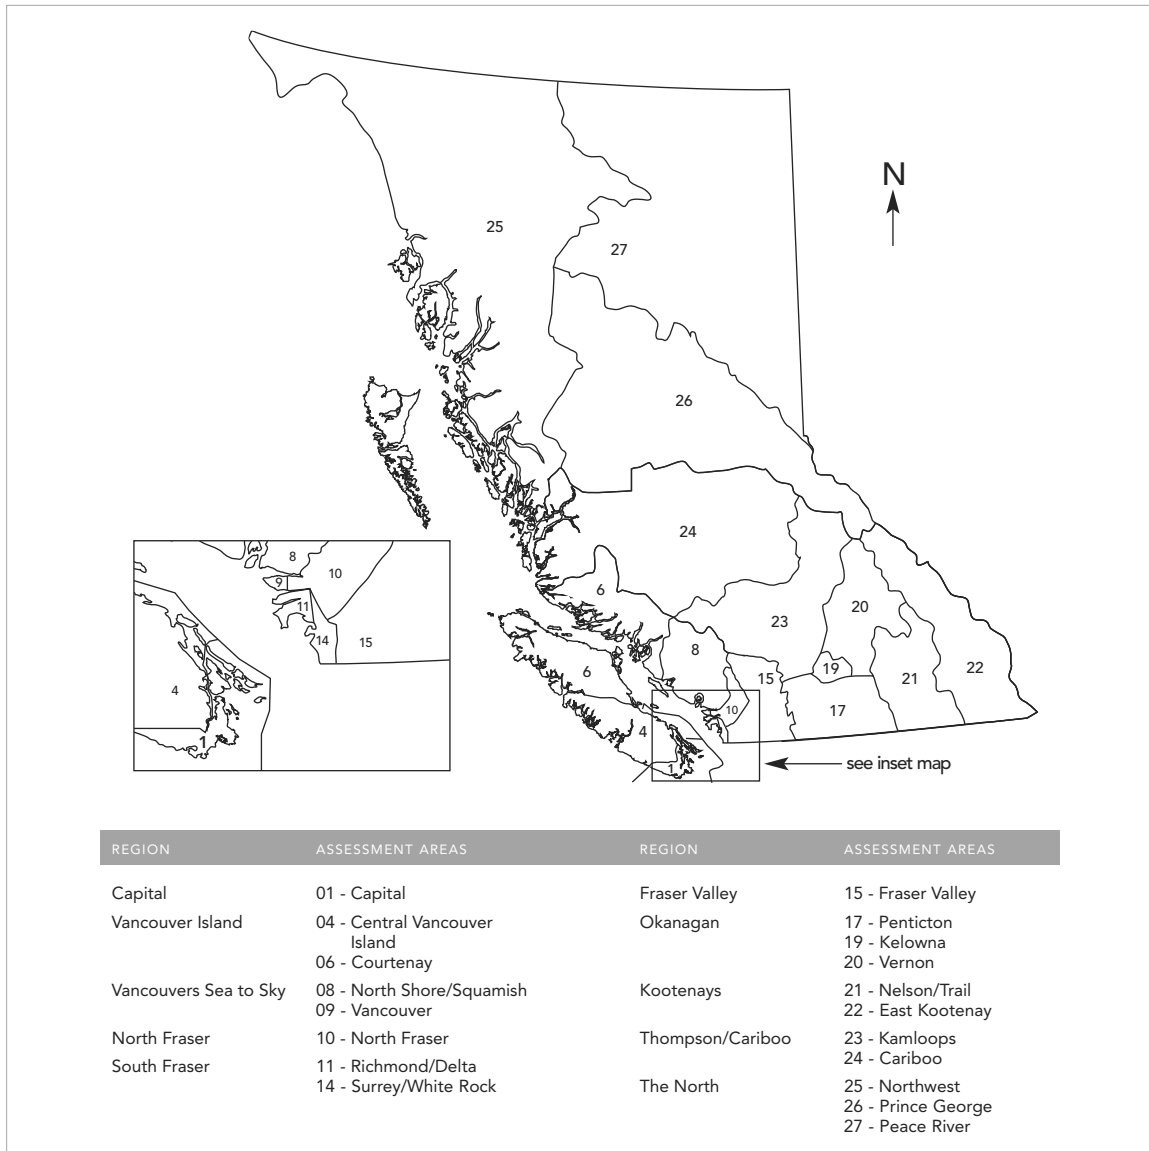 N
25
27
26
24
8
10
9
6
20
11
23
14
15
8
6
19
22
4
15
21
10
17
4
1
see inset map
1
REGION ASSESSMENT AREAS REGION ASSESSMENT AREAS
Capital 01 - Capital Fraser Valley 15 - Fraser Valley
Vancouver Island 04 - Central Vancouver Okanagan 17 - Penticton
Island 19 - Kelowna
06 - Courtenay 20 - Vernon
Vancouvers Sea to Sky 08 - North Shore/Squamish Kootenays 21 - Nelson/Trail
09 - Vancouver 22 - East Kootenay
North Fraser 10 - North Fraser Thompson/Cariboo 23 - Kamloops
24 - Cariboo
South Fraser 11 - Richmond/Delta
14 - Surrey/White Rock The North 25 - Northwest
26 - Prince George
27 - Peace River